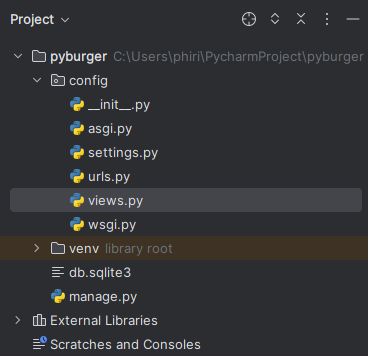 Project
pyburger C:\Users\phiri\PycharmProject\pyburger
config
__init__.py
asgi.py
settings.py
urls.py
views.py
wsgi.py
venv library root
db.sqlite3
manage.py
External Libraries
Scratches and Consoles